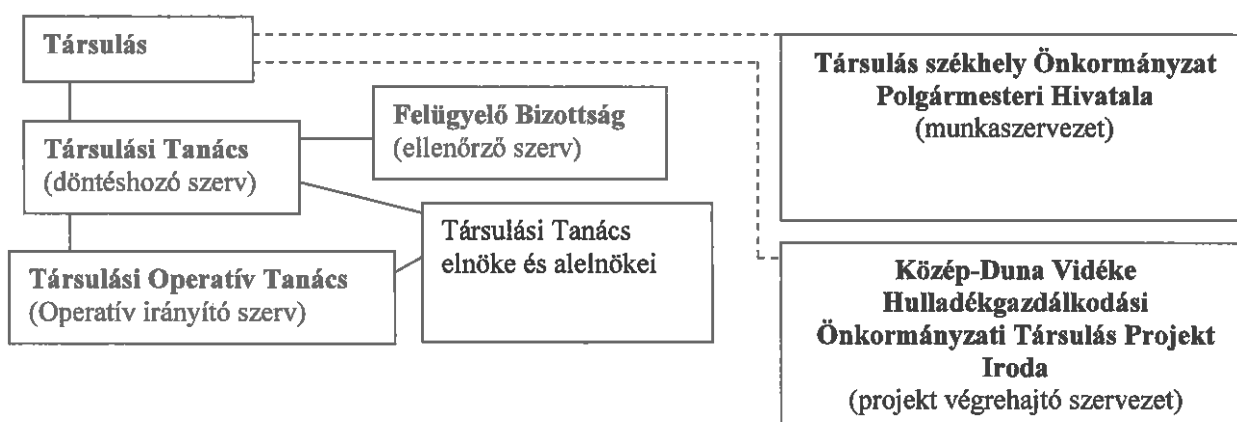 Társulás
Társulási Tanács
(döntéshozó szerv)
Társulási Operatív Tanács
(Operatív irányító szerv)
Felügyelő Bizottság
(ellenőrző szerv)
Társulási Tanács
elnöke és alelnökei
Társulás székhely Önkormányzat
Polgármesteri Hivatala
(munkaszervezet)
Közép-Duna Vidéke
Hulladékgazdálkodási
Önkormányzati Társulás Projekt
Iroda
(projekt végrehajtó szervezet)